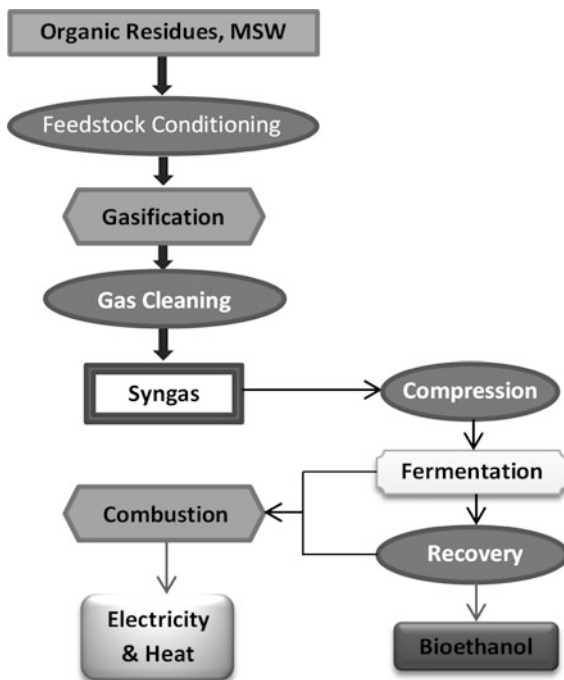 Organic Residues, MSW
Feedstock Conditioning
Gasification
Gas Cleaning
Syngas
Compression
Fermentation
Combustion
Recovery
Electricity
& Heat
Bioethanol